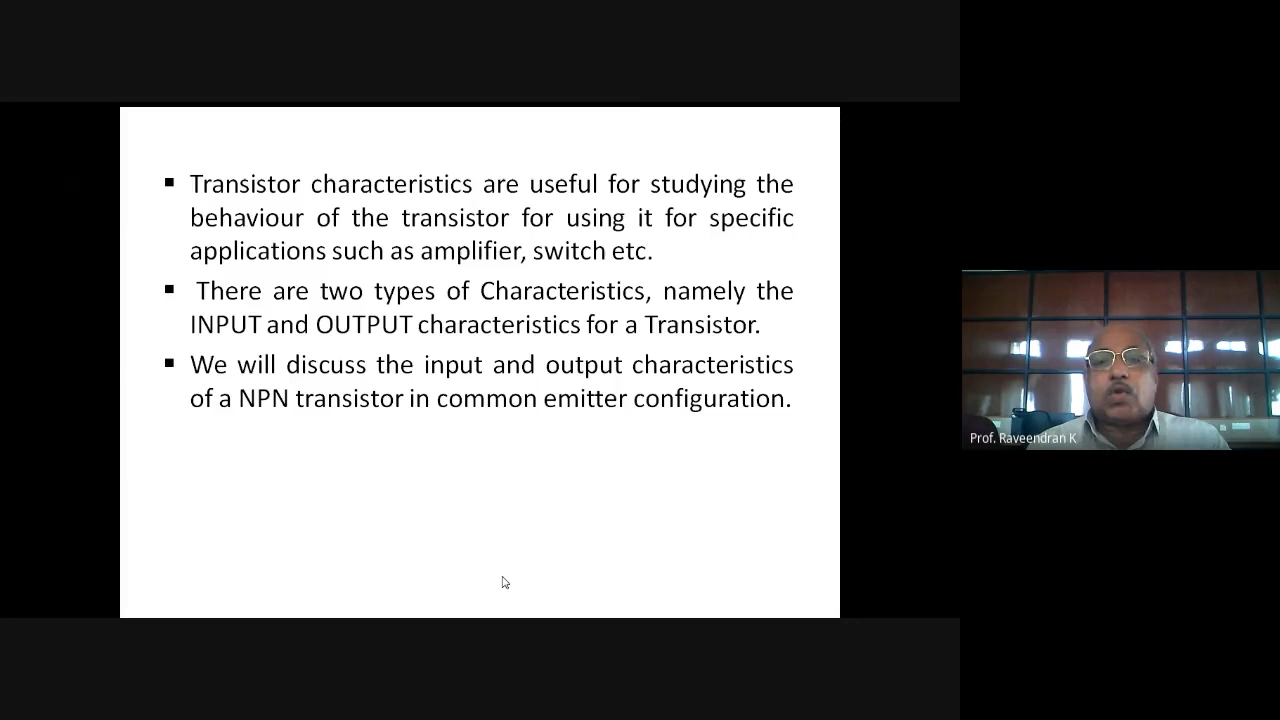 ▪ Transistor characteristics are useful for studying the
behaviour of the transistor for using it for specific
applications such as amplifier, switch etc.
▪ There are two types of Characteristics, namely the
INPUT and OUTPUT characteristics for a Transistor.
▪ We will discuss the input and output characteristics
of a NPN transistor in common emitter configuration.
Prof. Raveendran K